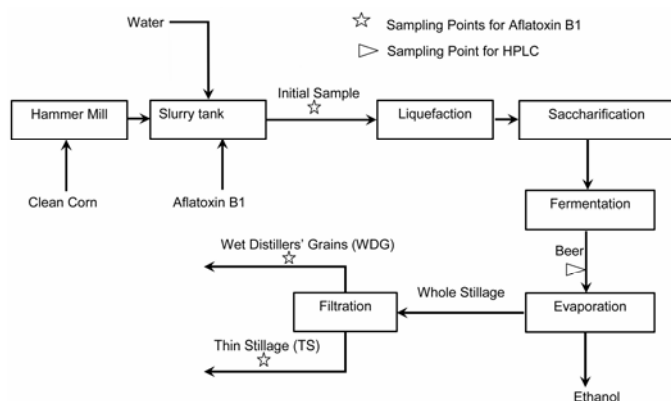 Water
Sampling Points for Aflatoxin B1
Sampling Point for HPLC
Initial Sample
Hammer Mill
Slurry tank
Liquefaction
Saccharification
Clean Corn
Aflatoxin B1
Fermentation
Wet Distillers' Grains (WDG)
Beer
Whole Stillage
Filtration
Evaporation
Thin Stillage (TS)
Ethanol